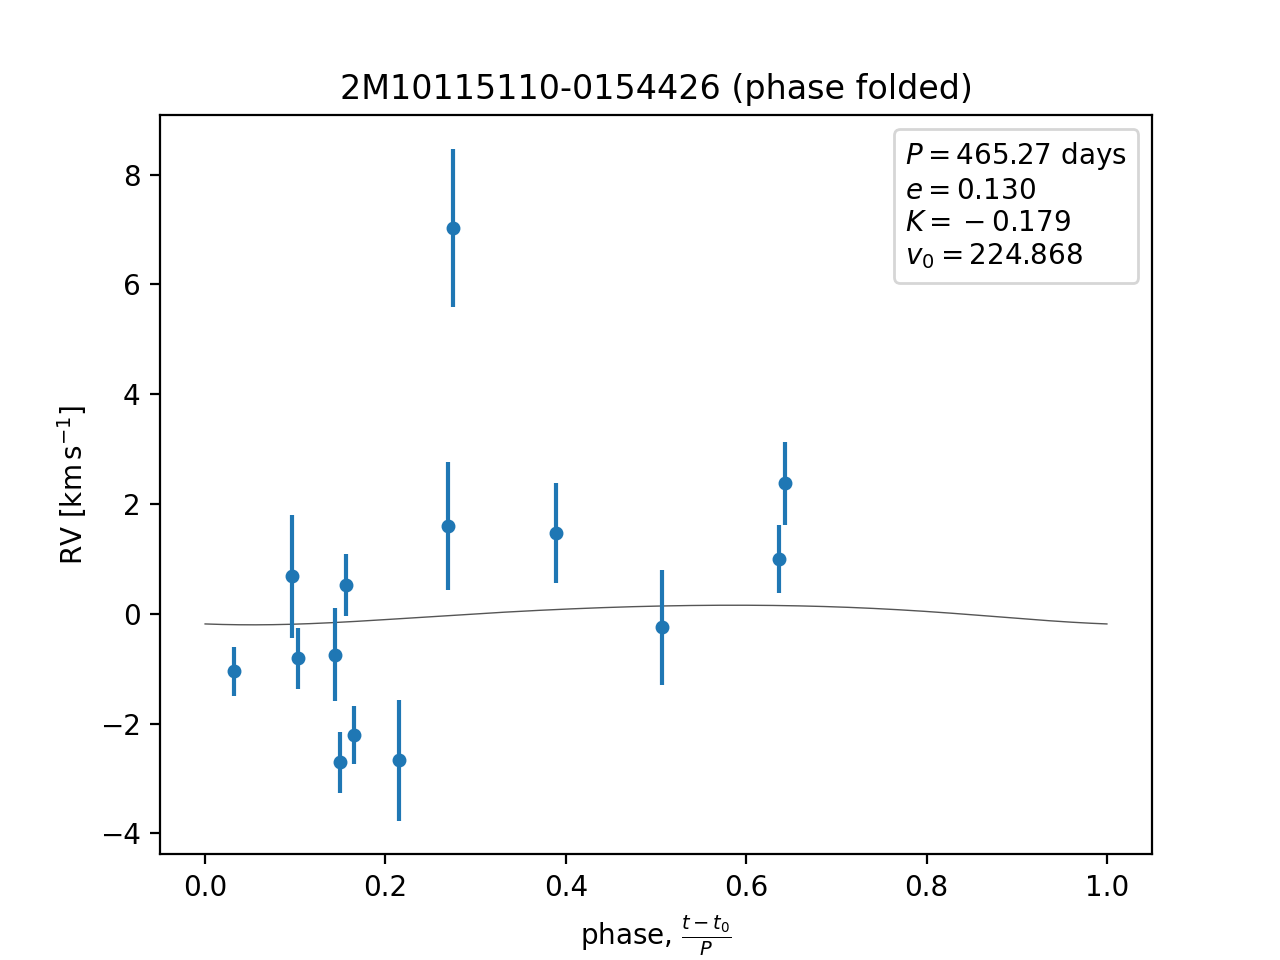 2M10115110-0154426 (phase folded)
P = 465.27 days
e = 0.130
K = −0.179
v₀ = 224.868
8
6
4
2
0
−2
−4
RV [km s⁻¹]
0.0 0.2 0.4 0.6 0.8 1.0
phase, (t − t₀)/P